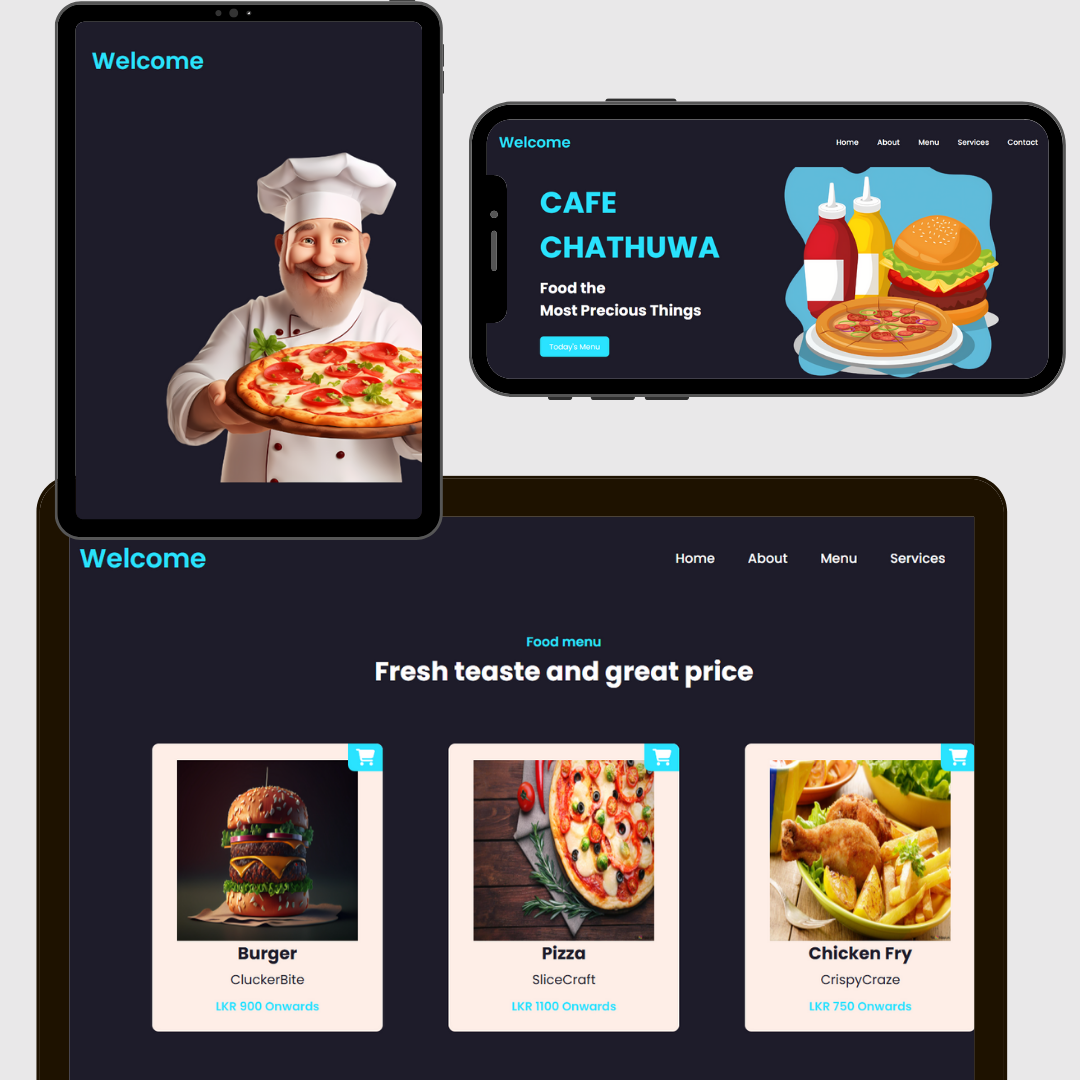 Welcome
Welcome
Home About Menu Services Contact
CAFE
CHATHUWA
Food the
Most Precious Things
Today's Menu
Welcome
Home About Menu Services
Food menu
Fresh teaste and great price
Burger
CluckerBite
LKR 900 Onwards
Pizza
SliceCraft
LKR 1100 Onwards
Chicken Fry
CrispyCraze
LKR 750 Onwards